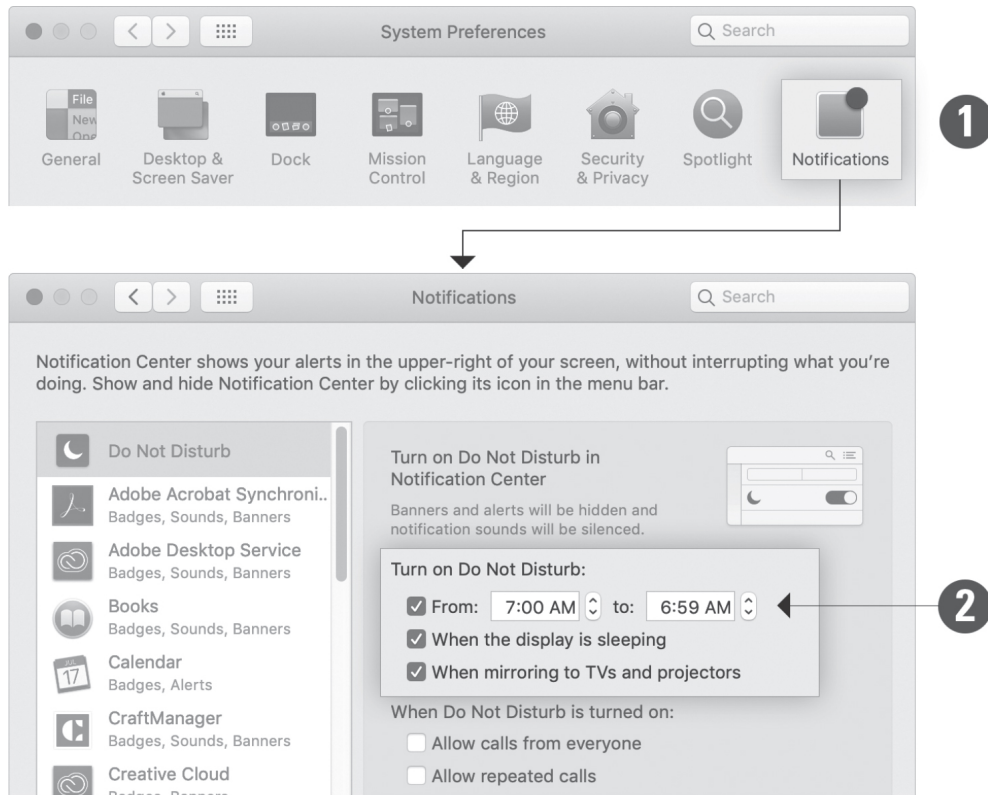 System Preferences
Search
File
New
Ope
General
Desktop &
Screen Saver
Dock
Mission
Control
Language
& Region
Security
& Privacy
Spotlight
Notifications
1
Notifications
Search
Notification Center shows your alerts in the upper-right of your screen, without interrupting what you're
doing. Show and hide Notification Center by clicking its icon in the menu bar.
Do Not Disturb
Adobe Acrobat Synchroni..
Badges, Sounds, Banners
Adobe Desktop Service
Badges, Sounds, Banners
Books
Badges, Sounds, Banners
JUL
17
Calendar
Badges, Alerts
CraftManager
Badges, Sounds, Banners
Creative Cloud
Badges, Banners
Turn on Do Not Disturb in
Notification Center
Banners and alerts will be hidden and
notification sounds will be silenced.
Turn on Do Not Disturb:
From: 7:00 AM to: 6:59 AM
When the display is sleeping
When mirroring to TVs and projectors
2
When Do Not Disturb is turned on:
Allow calls from everyone
Allow repeated calls